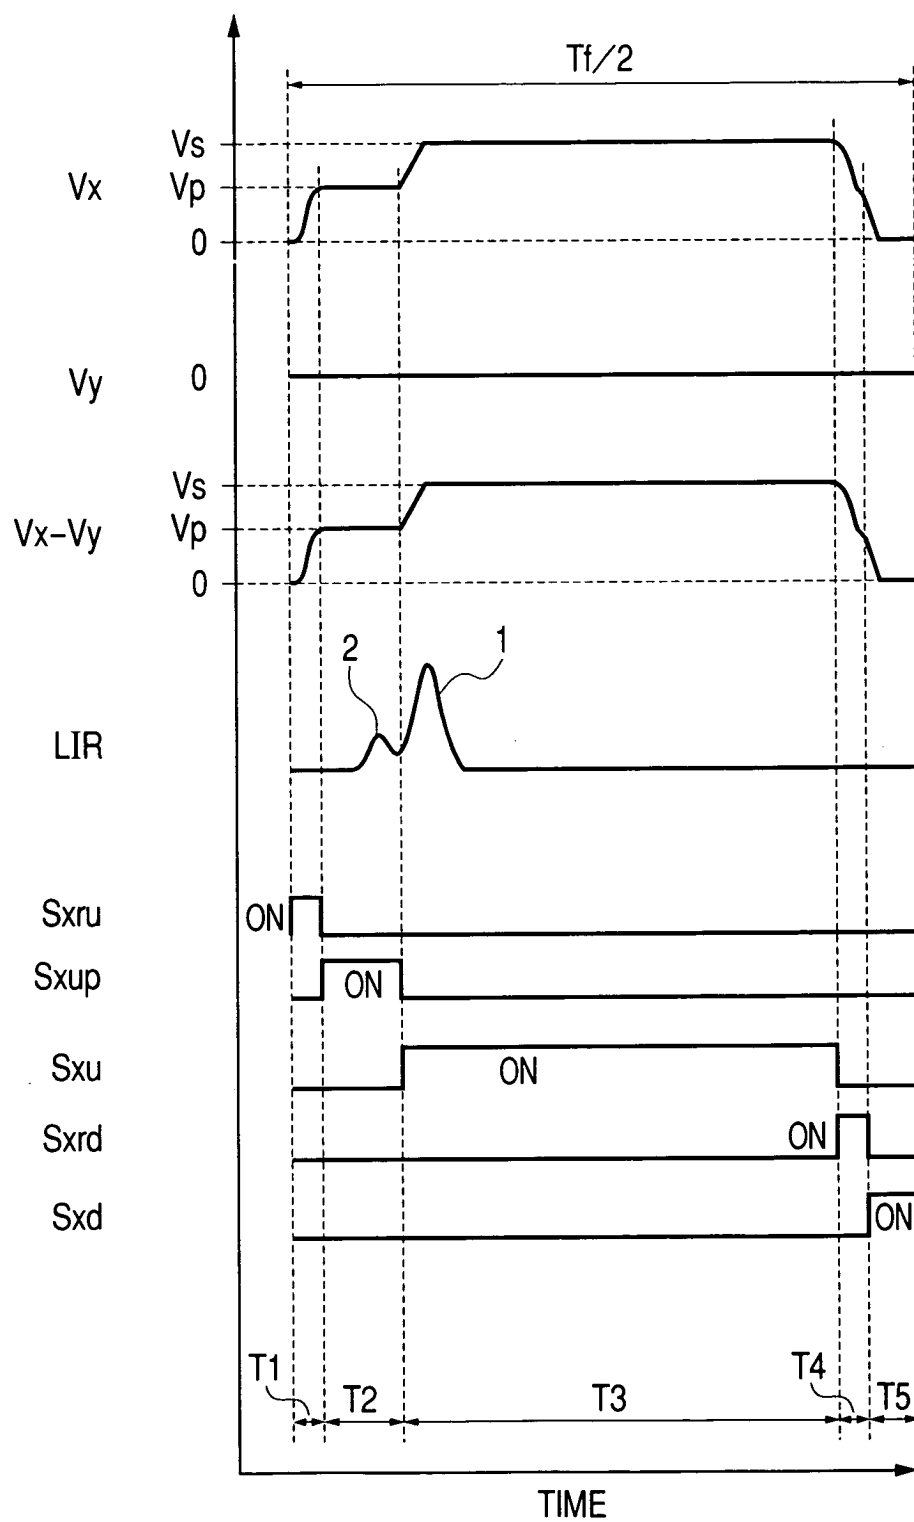 Tf/2
Vs
Vx Vp
0
Vy 0
Vs
Vx-Vy Vp
0
2 1
LIR
Sxru ON
Sxup ON
Sxu ON
Sxrd ON
Sxd ON
T1 T2 T3 T4 T5
TIME